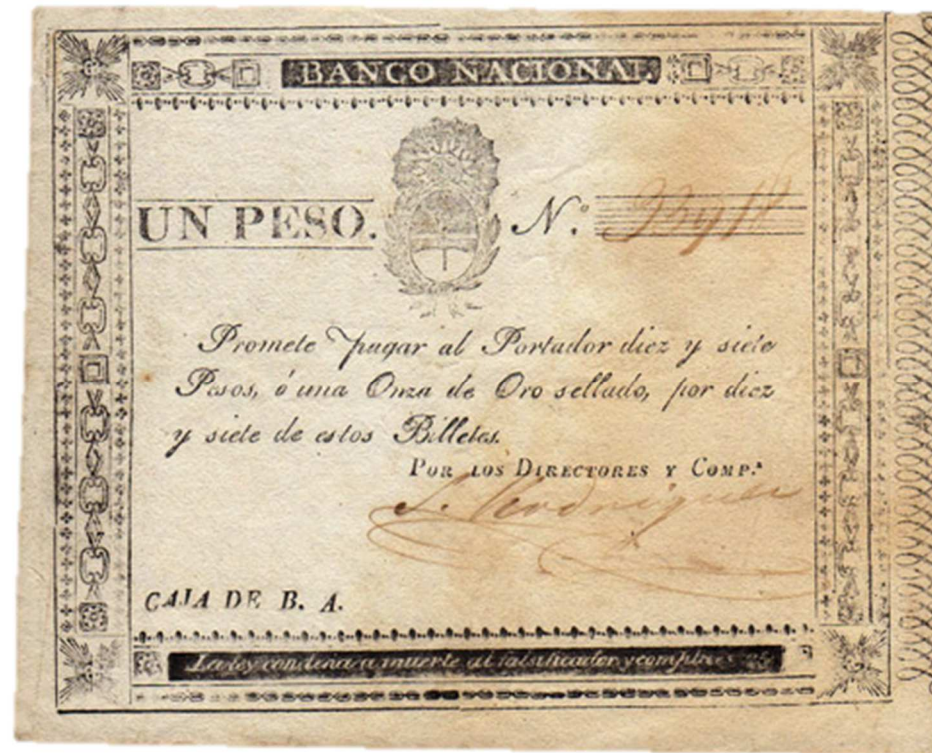 BANCO NACIONAL
UN PESO. N.º
Promete pagar al Portador diez y siete
Pesos, ó una Onza de Oro sellado, por diez
y siete de estos Billetes.
POR LOS DIRECTORES Y COMP.ª
CAJA DE B. A.
La ley condena a muerte al falsificador y complices